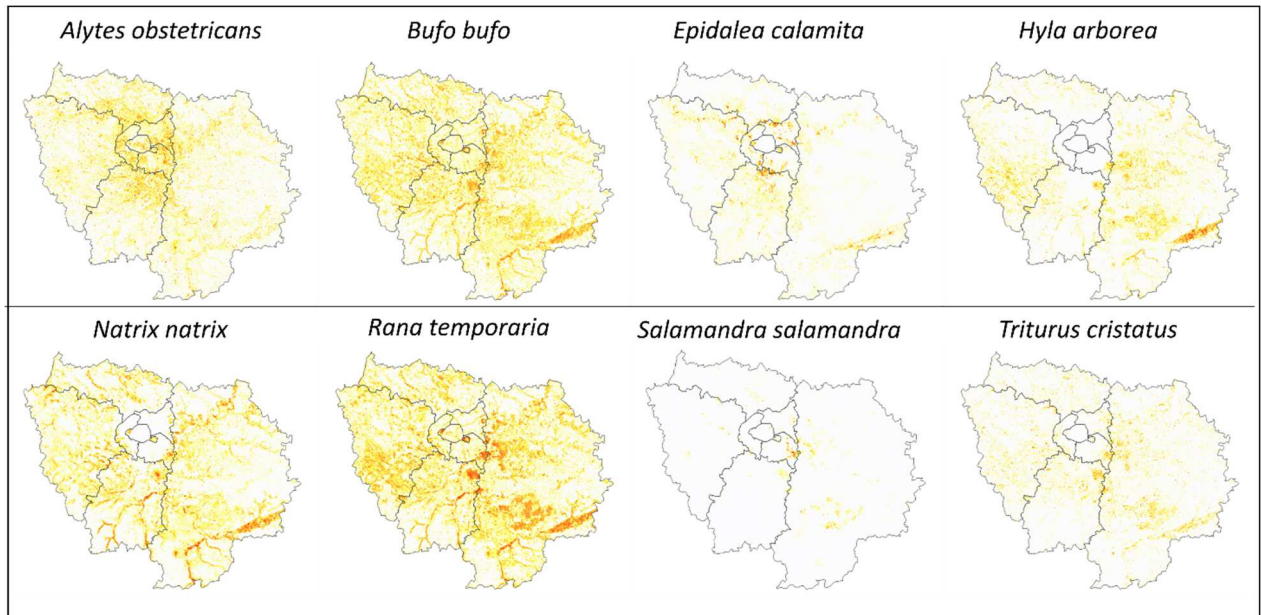 Alytes obstetricans
Bufo bufo
Epidalea calamita
Hyla arborea
Natrix natrix
Rana temporaria
Salamandra salamandra
Triturus cristatus